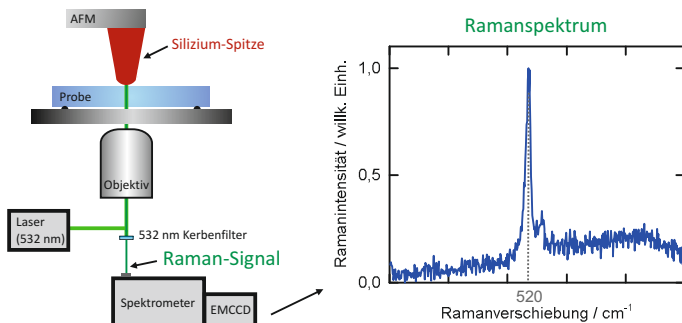 AFM
Silizium-Spitze
Probe
Objektiv
Laser
(532 nm)
532 nm Kerbenfilter
Raman-Signal
Spektrometer
EMCCD
Ramanspektrum
Ramanintensität / willk. Einh.
1,0
0,5
0,0
520
Ramanverschiebung / cm⁻¹